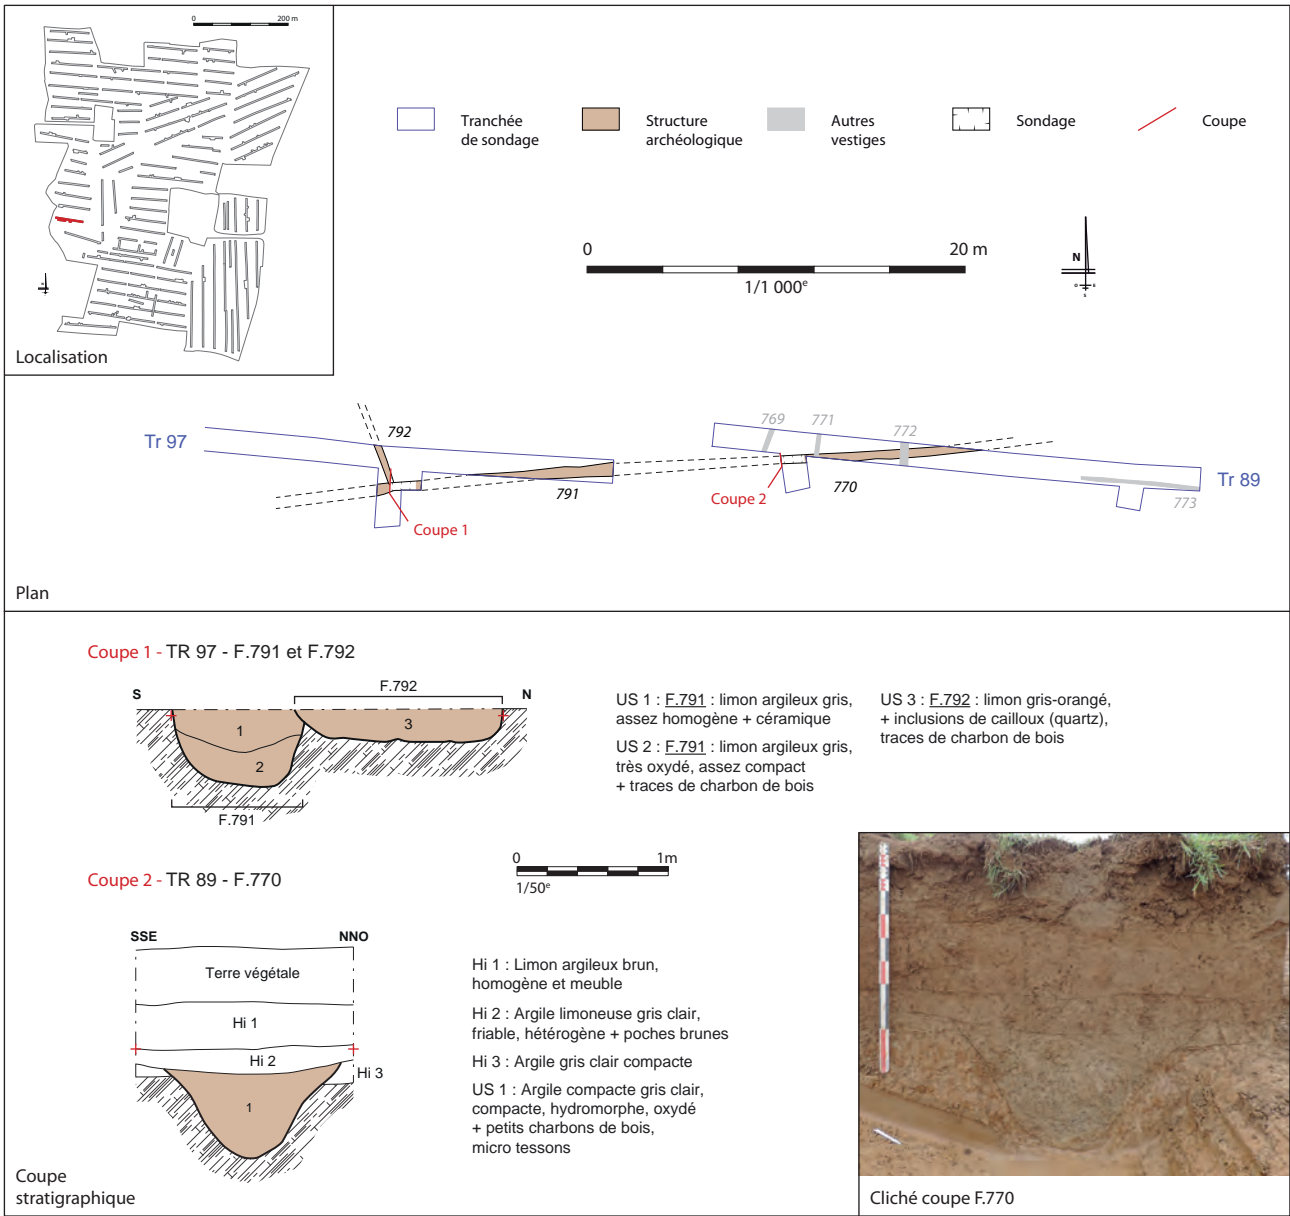 0 200 m
N
Localisation
Tranchée
de sondage
Structure
archéologique
Autres
vestiges
Sondage
Coupe
0 20 m
1/1 000e
N
O E
S
Tr 97
792
791
Coupe 1
769
771
772
770
Coupe 2
773
Tr 89
Plan
Coupe 1 - TR 97 - F.791 et F.792
S
F.792
N
1
3
2
F.791
US 1 : F.791 : limon argileux gris,
assez homogène + céramique
US 2 : F.791 : limon argileux gris,
très oxydé, assez compact
+ traces de charbon de bois
US 3 : F.792 : limon gris-orangé,
+ inclusions de cailloux (quartz),
traces de charbon de bois
Coupe 2 - TR 89 - F.770
0 1m
1/50e
SSE NNO
Terre végétale
Hi 1
Hi 2
Hi 3
1
Hi 1 : Limon argileux brun,
homogène et meuble
Hi 2 : Argile limoneuse gris clair,
friable, hétérogène + poches brunes
Hi 3 : Argile gris clair compacte
US 1 : Argile compacte gris clair,
compacte, hydromorphe, oxydé
+ petits charbons de bois,
micro tessons
Coupe
stratigraphique
Cliché coupe F.770